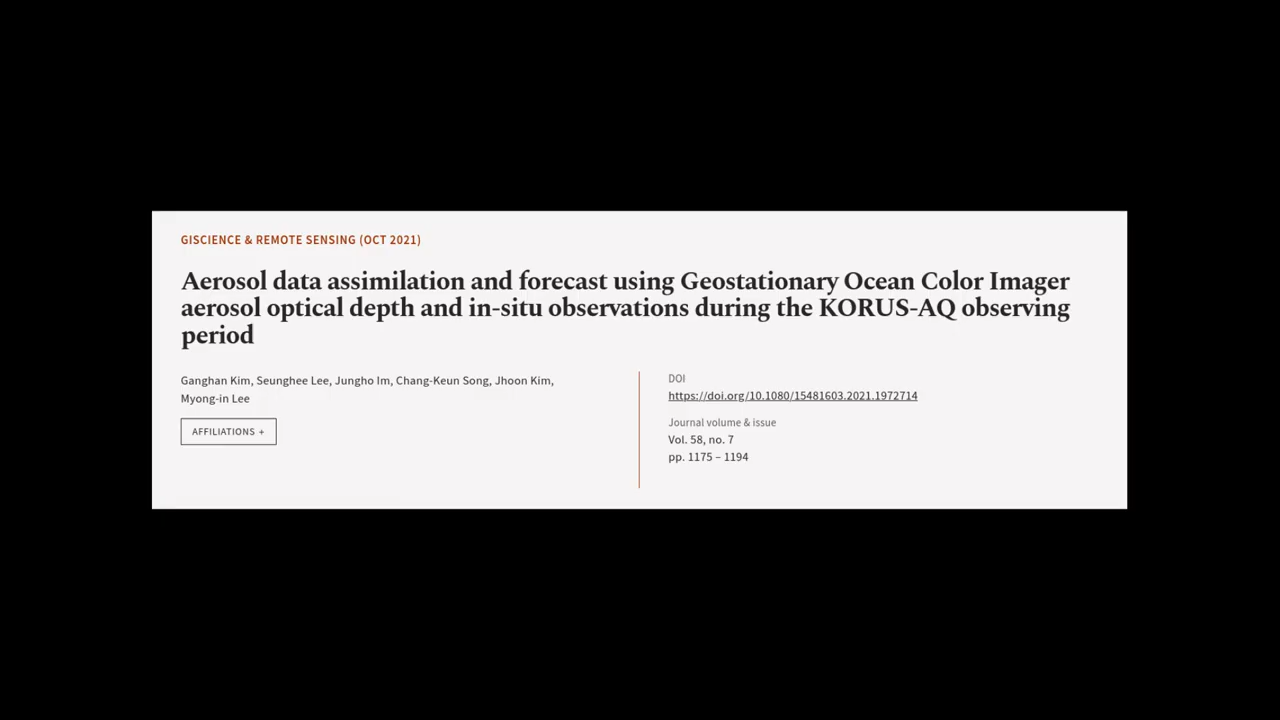 GISCIENCE & REMOTE SENSING (OCT 2021)
Aerosol data assimilation and forecast using Geostationary Ocean Color Imager
aerosol optical depth and in-situ observations during the KORUS-AQ observing
period
Ganghan Kim, Seunghee Lee, Jungho Im, Chang-Keun Song, Jhoon Kim,
Myong-in Lee
AFFILIATIONS +
DOI
https://doi.org/10.1080/15481603.2021.1972714
Journal volume & issue
Vol. 58, no. 7
pp. 1175 – 1194